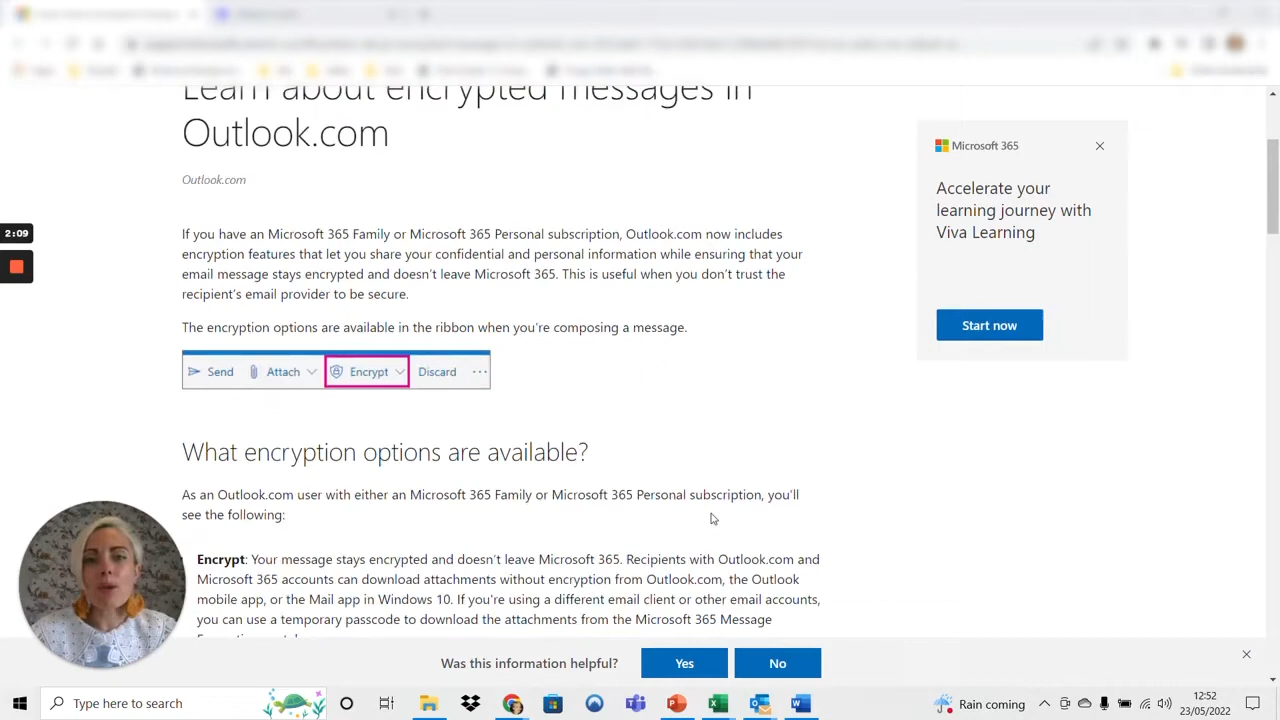 Learn about encrypted messages in
Outlook.com
Outlook.com
If you have an Microsoft 365 Family or Microsoft 365 Personal subscription, Outlook.com now includes
encryption features that let you share your confidential and personal information while ensuring that your
email message stays encrypted and doesn't leave Microsoft 365. This is useful when you don't trust the
recipient's email provider to be secure.
The encryption options are available in the ribbon when you're composing a message.
Send Attach Encrypt Discard ...
What encryption options are available?
As an Outlook.com user with either an Microsoft 365 Family or Microsoft 365 Personal subscription, you'll
see the following:
Encrypt: Your message stays encrypted and doesn't leave Microsoft 365. Recipients with Outlook.com and
Microsoft 365 accounts can download attachments without encryption from Outlook.com, the Outlook
mobile app, or the Mail app in Windows 10. If you're using a different email client or other email accounts,
you can use a temporary passcode to download the attachments from the Microsoft 365 Message
Microsoft 365
Accelerate your
learning journey with
Viva Learning
Start now
2:09
Was this information helpful? Yes No
Type here to search
Rain coming
12:52
23/05/2022